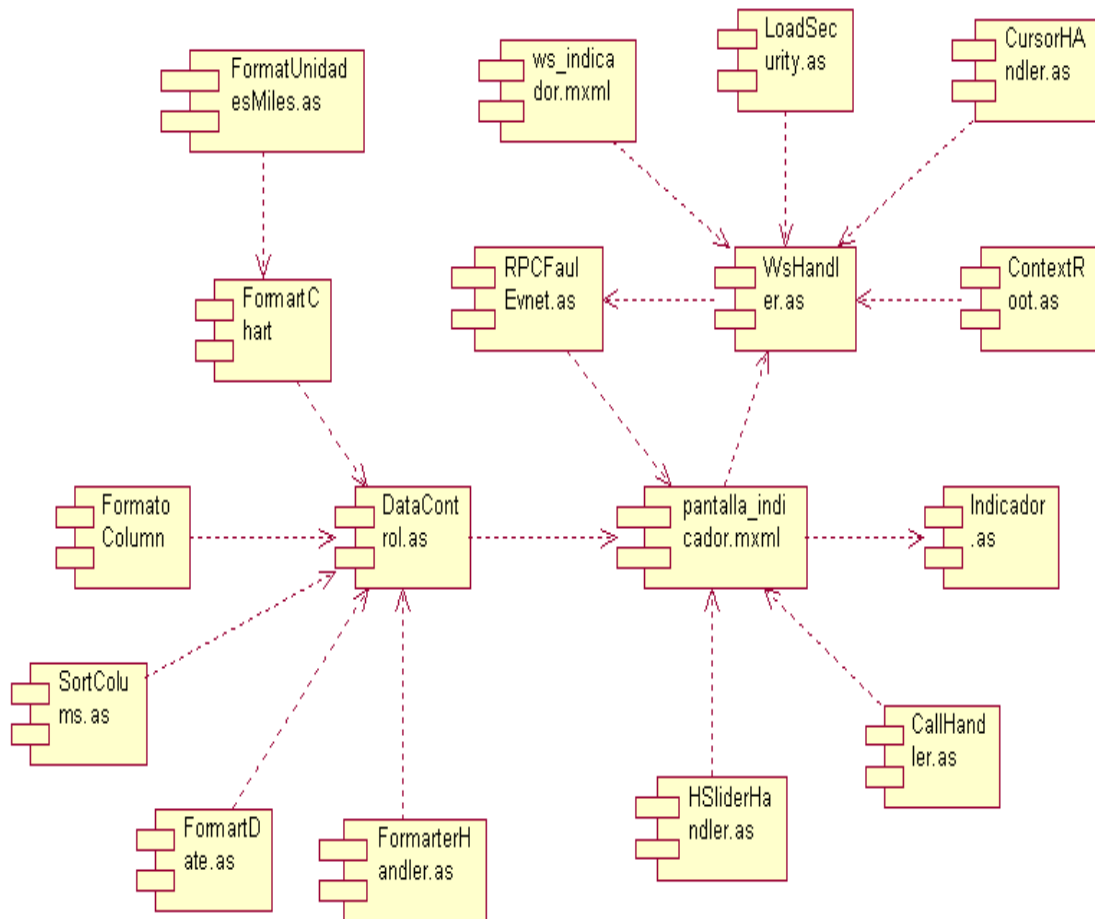 LoadSec
urity.as
CursorHA
ndler.as
ws_indica
dor.mxml
FormatUnidad
esMiles.as
RPCFaul
Evnet.as
WsHandl
er.as
ContextR
oot.as
FormartC
hart
Formato
Column
DataCont
rol.as
pantalla_indi
cador.mxml
Indicador
.as
SortColu
ms.as
CallHand
ler.as
HSliderHa
ndler.as
FormartD
ate.as
FormarterH
andler.as